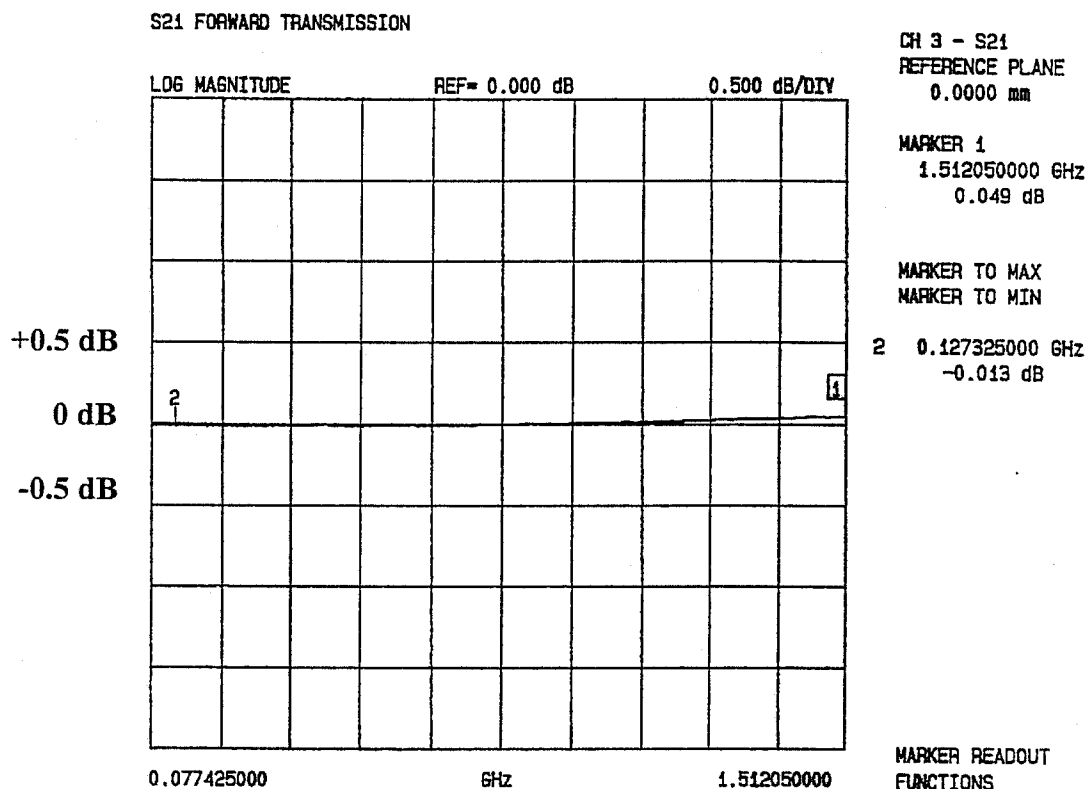 S21 FORWARD TRANSMISSION
LOG MAGNITUDE REF= 0.000 dB 0.500 dB/DIV
CH 3 - S21
REFERENCE PLANE
0.0000 mm
MARKER 1
1.512050000 GHz
0.049 dB
MARKER TO MAX
MARKER TO MIN
2 0.127325000 GHz
-0.013 dB
+0.5 dB
0 dB
-0.5 dB
2
1
0.077425000 GHz 1.512050000
MARKER READOUT
FUNCTIONS